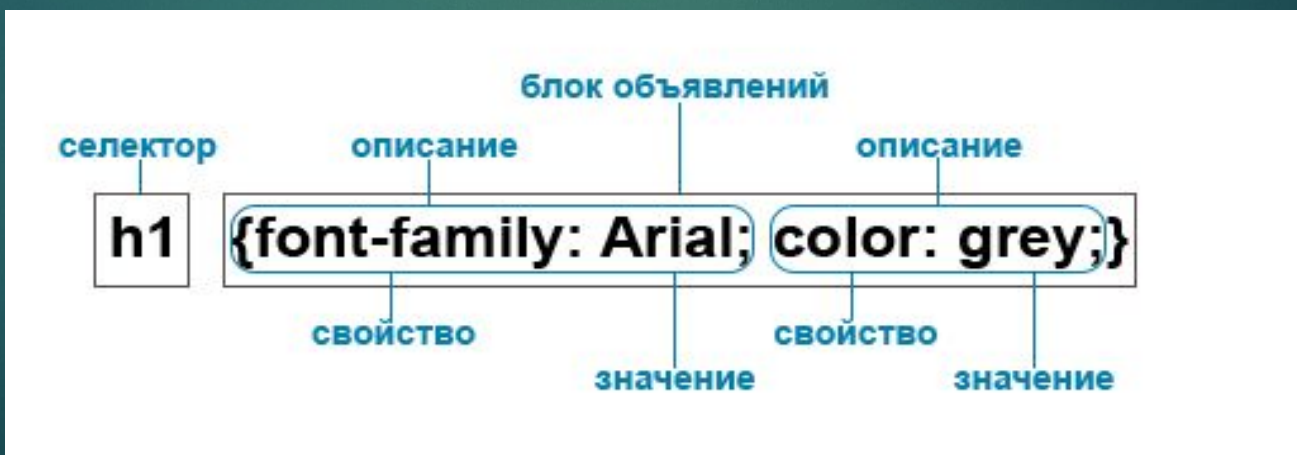 блок объявлений
селектор описание описание
h1 {font-family: Arial; color: grey;}
свойство свойство
значение значение